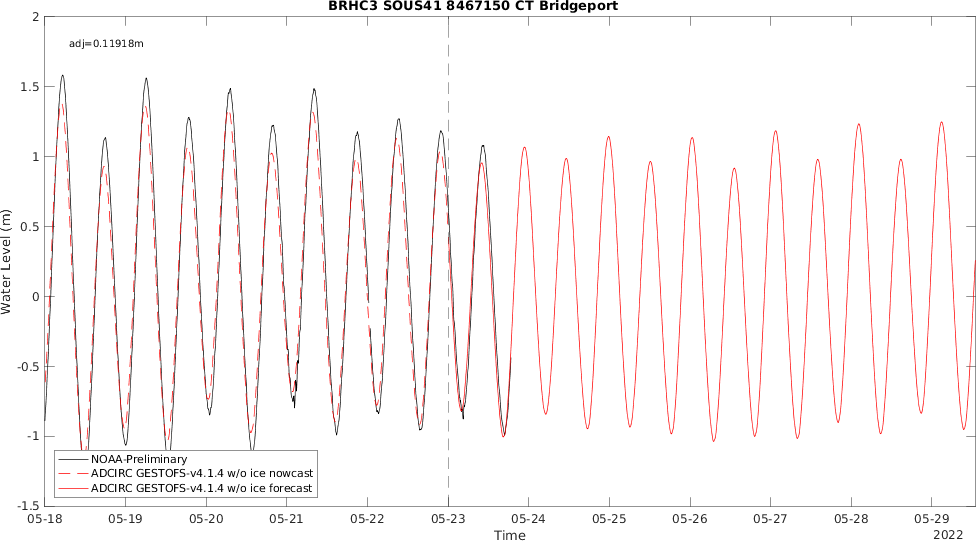 BRHC3 SOUS41 8467150 CT Bridgeport
adj=0.11918m
Water Level (m)
2
1.5
1
0.5
0
-0.5
-1
-1.5
NOAA-Preliminary
ADCIRC GESTOFS-v4.1.4 w/o ice nowcast
ADCIRC GESTOFS-v4.1.4 w/o ice forecast
05-18 05-19 05-20 05-21 05-22 05-23 05-24 05-25 05-26 05-27 05-28 05-29
Time
2022